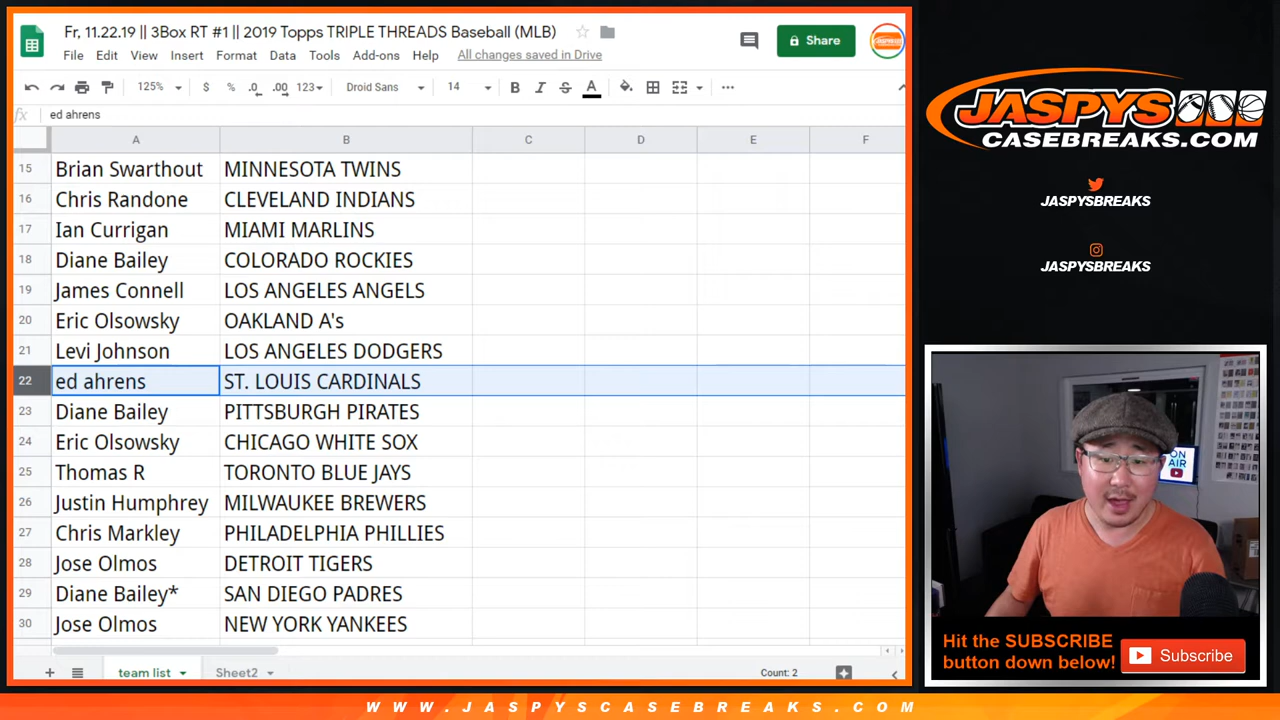 Fr, 11.22.19 || 3Box RT #1 || 2019 Topps TRIPLE THREADS Baseball (MLB)
File Edit View Insert Format Data Tools Add-ons Help All changes saved in Drive
Share
125% $ % .0 .00 123 Droid Sans 14 B I S A
fx ed ahrens
A B C D E F
15 Brian Swarthout MINNESOTA TWINS
16 Chris Randone CLEVELAND INDIANS
17 Ian Currigan MIAMI MARLINS
18 Diane Bailey COLORADO ROCKIES
19 James Connell LOS ANGELES ANGELS
20 Eric Olsowsky OAKLAND A's
21 Levi Johnson LOS ANGELES DODGERS
22 ed ahrens ST. LOUIS CARDINALS
23 Diane Bailey PITTSBURGH PIRATES
24 Eric Olsowsky CHICAGO WHITE SOX
25 Thomas R TORONTO BLUE JAYS
26 Justin Humphrey MILWAUKEE BREWERS
27 Chris Markley PHILADELPHIA PHILLIES
28 Jose Olmos DETROIT TIGERS
29 Diane Bailey* SAN DIEGO PADRES
30 Jose Olmos NEW YORK YANKEES
team list Sheet2 Count: 2
JASPYS
CASEBREAKS.COM
JASPYSBREAKS
JASPYSBREAKS
ON
AIR
Hit the SUBSCRIBE
button down below!
Subscribe
WWW.JASPYSCASEBREAKS.COM